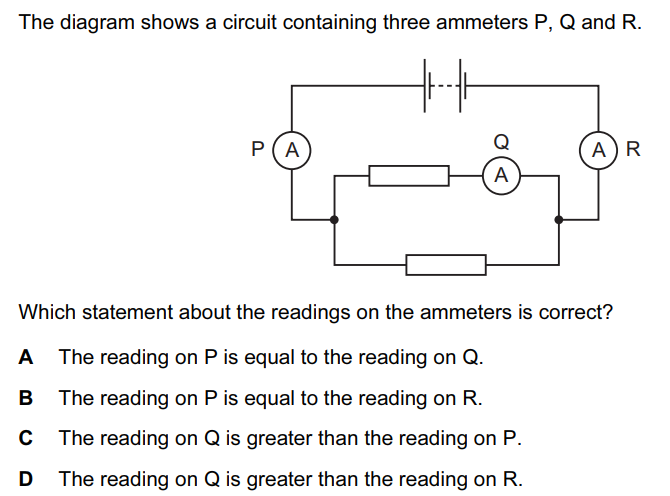 The diagram shows a circuit containing three ammeters P, Q and R.
Q
P A A R
A
Which statement about the readings on the ammeters is correct?
A The reading on P is equal to the reading on Q.
B The reading on P is equal to the reading on R.
C The reading on Q is greater than the reading on P.
D The reading on Q is greater than the reading on R.